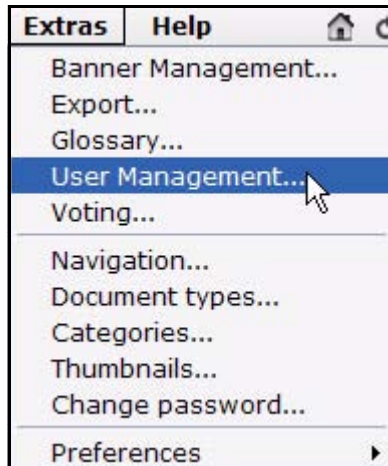 Extras Help
Banner Management...
Export...
Glossary...
User Management...
Voting...
Navigation...
Document types...
Categories...
Thumbnails...
Change password...
Preferences